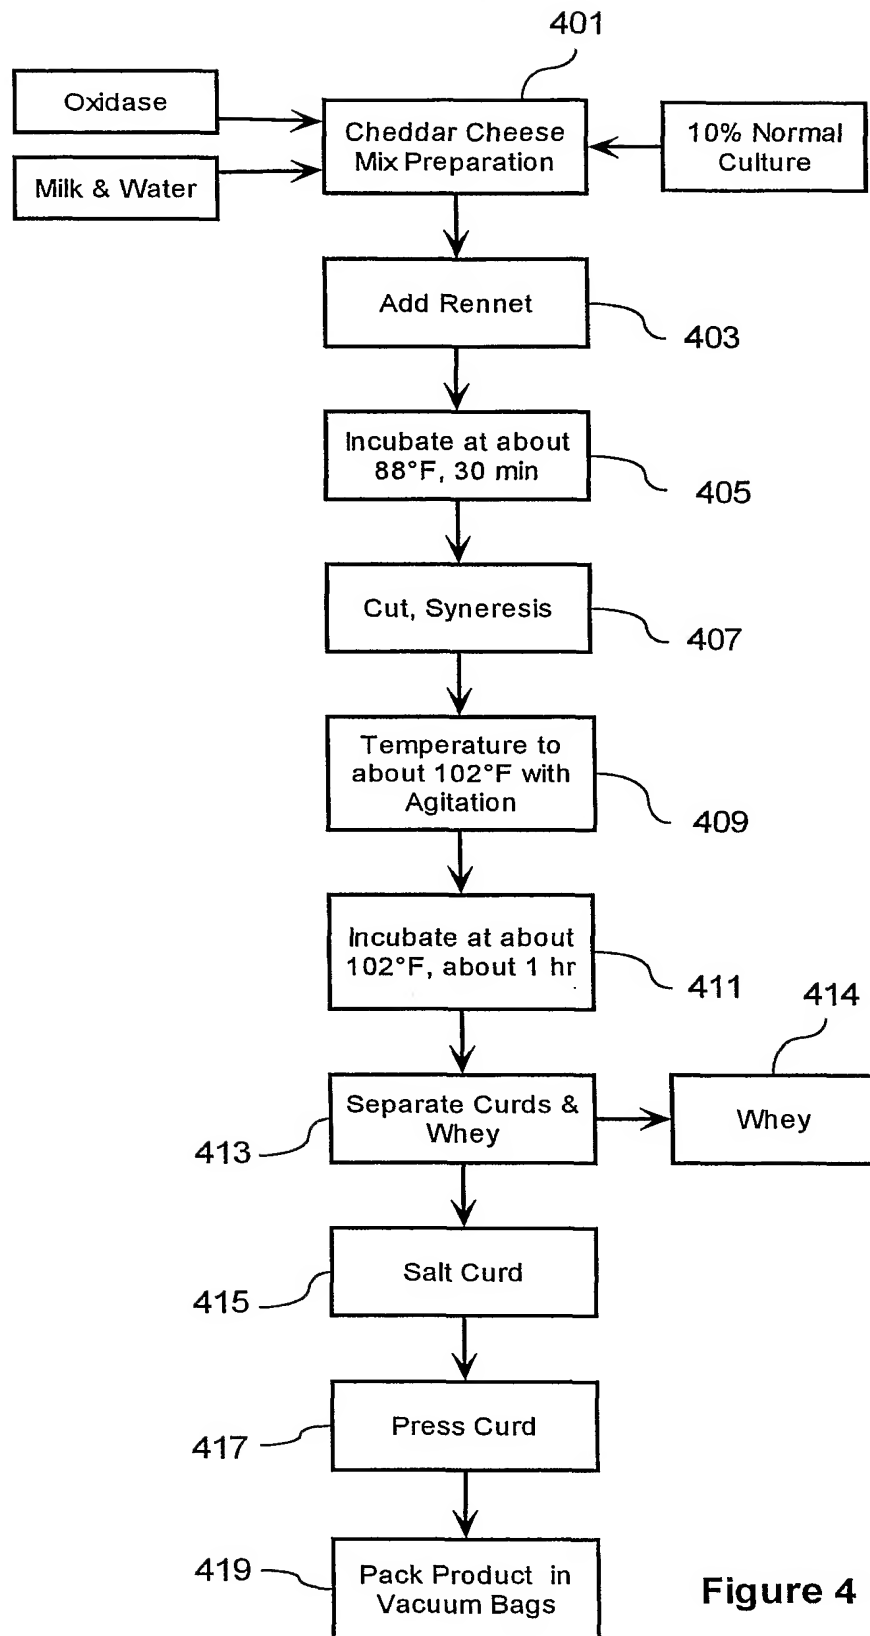 401
Oxidase
Cheddar Cheese
Mix Preparation
10% Normal
Culture
Milk & Water
Add Rennet
403
Incubate at about
88°F, 30 min
405
Cut, Syneresis
407
Temperature to
about 102°F with
Agitation
409
Incubate at about
102°F, about 1 hr
411
414
Separate Curds &
Whey
413
Whey
Salt Curd
415
Press Curd
417
419
Pack Product in
Vacuum Bags
Figure 4